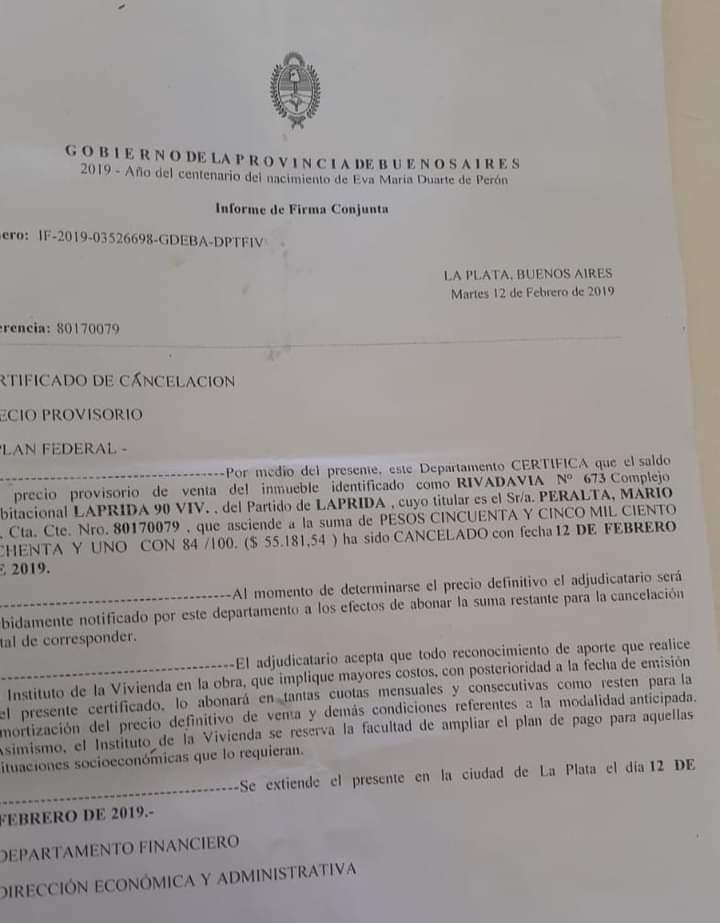 GOBIERNO DE LA PROVINCIA DE BUENOS AIRES
2019 - Año del centenario del nacimiento de Eva María Duarte de Perón
Informe de Firma Conjunta
ero: IF-2019-03526698-GDEBA-DPTFIV
LA PLATA, BUENOS AIRES
Martes 12 de Febrero de 2019
erencia: 80170079
RTIFICADO DE CANCELACION
ECIO PROVISORIO
PLAN FEDERAL -
--------------------------------Por medio del presente, este Departamento CERTIFICA que el saldo
precio provisorio de venta del inmueble identificado como RIVADAVIA Nº 673 Complejo
bitacional LAPRIDA 90 VIV. . del Partido de LAPRIDA , cuyo titular es el Sr/a. PERALTA, MARIO
. Cta. Cte. Nro. 80170079 , que asciende a la suma de PESOS CINCUENTA Y CINCO MIL CIENTO
CHENTA Y UNO CON 84 /100. ($ 55.181,54 ) ha sido CANCELADO con fecha 12 DE FEBRERO
E 2019.
--------------------------------Al momento de determinarse el precio definitivo el adjudicatario será
bidamente notificado por este departamento a los efectos de abonar la suma restante para la cancelación
tal de corresponder.
--------------------------------El adjudicatario acepta que todo reconocimiento de aporte que realice
Instituto de la Vivienda en la obra, que implique mayores costos, con posterioridad a la fecha de emisión
el presente certificado, lo abonará en tantas cuotas mensuales y consecutivas como resten para la
mortización del precio definitivo de venta y demás condiciones referentes a la modalidad anticipada.
Asimismo, el Instituto de la Vivienda se reserva la facultad de ampliar el plan de pago para aquellas
ituaciones socioeconómicas que lo requieran.
--------------------------------Se extiende el presente en la ciudad de La Plata el día 12 DE
FEBRERO DE 2019.-
DEPARTAMENTO FINANCIERO
DIRECCIÓN ECONÓMICA Y ADMINISTRATIVA